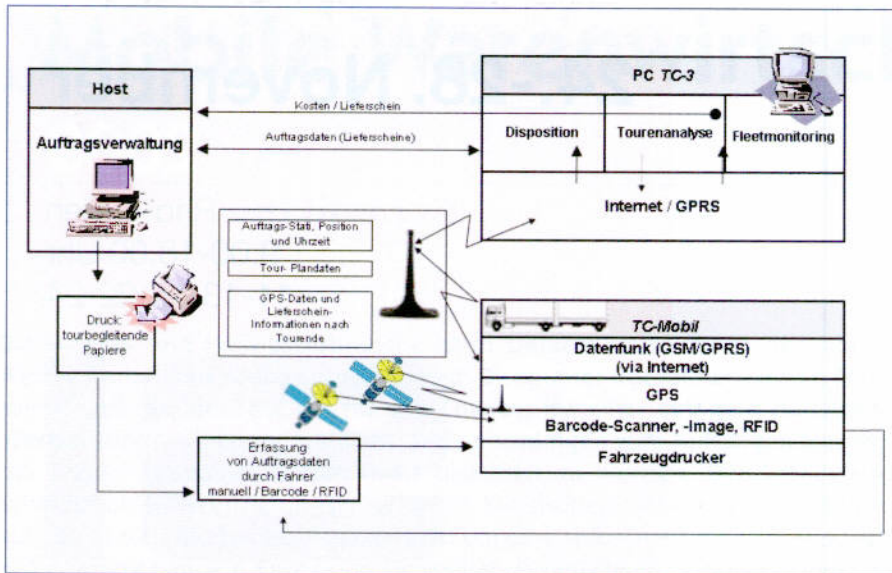 Host
Auftragsverwaltung
Kosten / Lieferschein
Auftragsdaten (Lieferscheine)
PC TC-3
Disposition
Tourenanalyse
Fleetmonitoring
Internet / GPRS
Auftrags-Stati, Position
und Uhrzeit
Tour- Plandaten
GPS-Daten und
Lieferschein-
Informationen nach
Tourende
Druck:
tourbegleitende
Papiere
TC-Mobil
Datenfunk (GSM/GPRS)
(via Internet)
GPS
Barcode-Scanner, -Image, RFID
Fahrzeugdrucker
Erfassung
von Auftragsdaten
durch Fahrer
manuell / Barcode / RFID